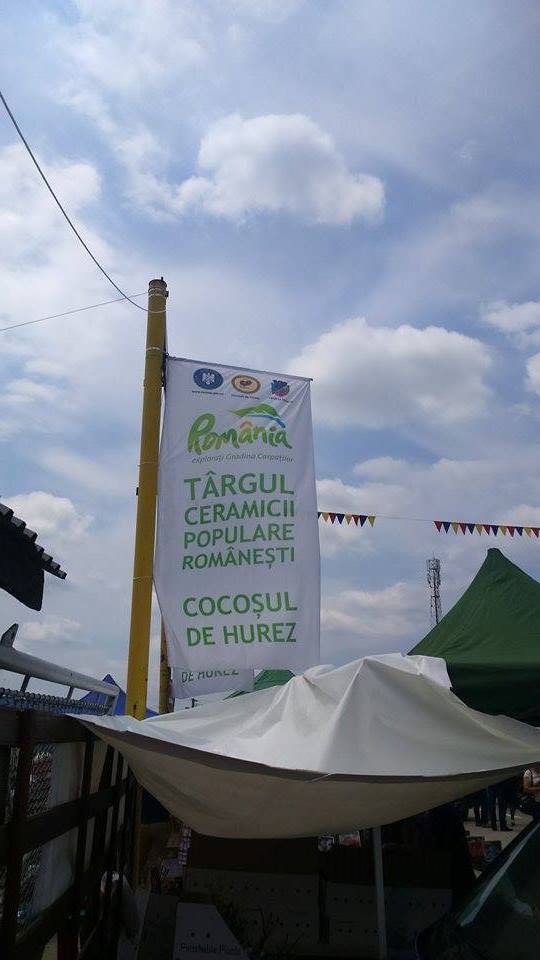 România
explorați Grădina Carpaților
TÂRGUL
CERAMICII
POPULARE
ROMÂNEȘTI
COCOȘUL
DE HUREZ
DE HUREZ